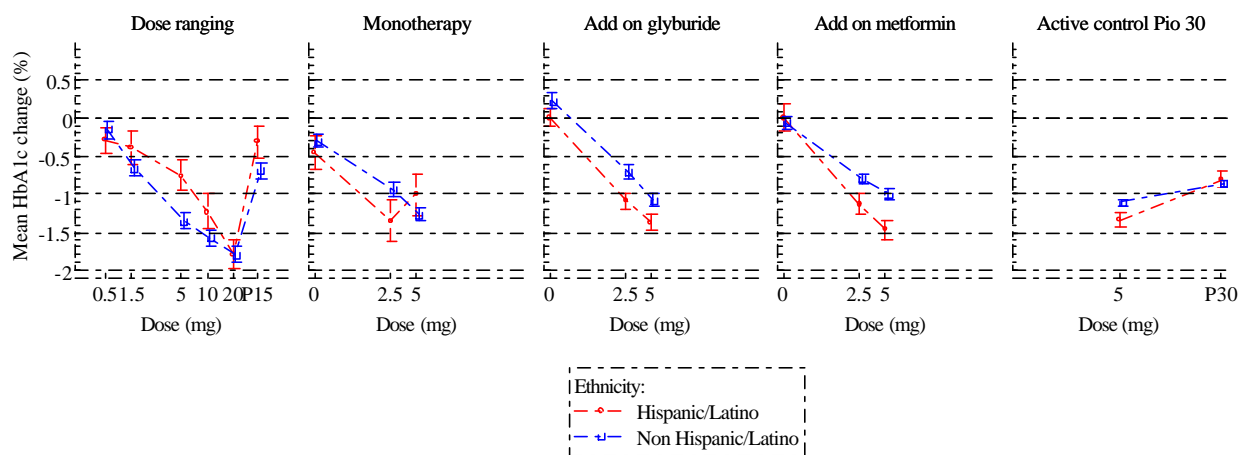 Dose ranging Monotherapy Add on glyburide Add on metformin Active control Pio 30
Mean HbA1c change (%)
0.5
0
-0.5
-1
-1.5
-2
0.5 1.5 5 10 20 P15 0 2.5 5 0 2.5 5 0 2.5 5 5 P30
Dose (mg) Dose (mg) Dose (mg) Dose (mg) Dose (mg)
Ethnicity:
Hispanic/Latino
Non Hispanic/Latino